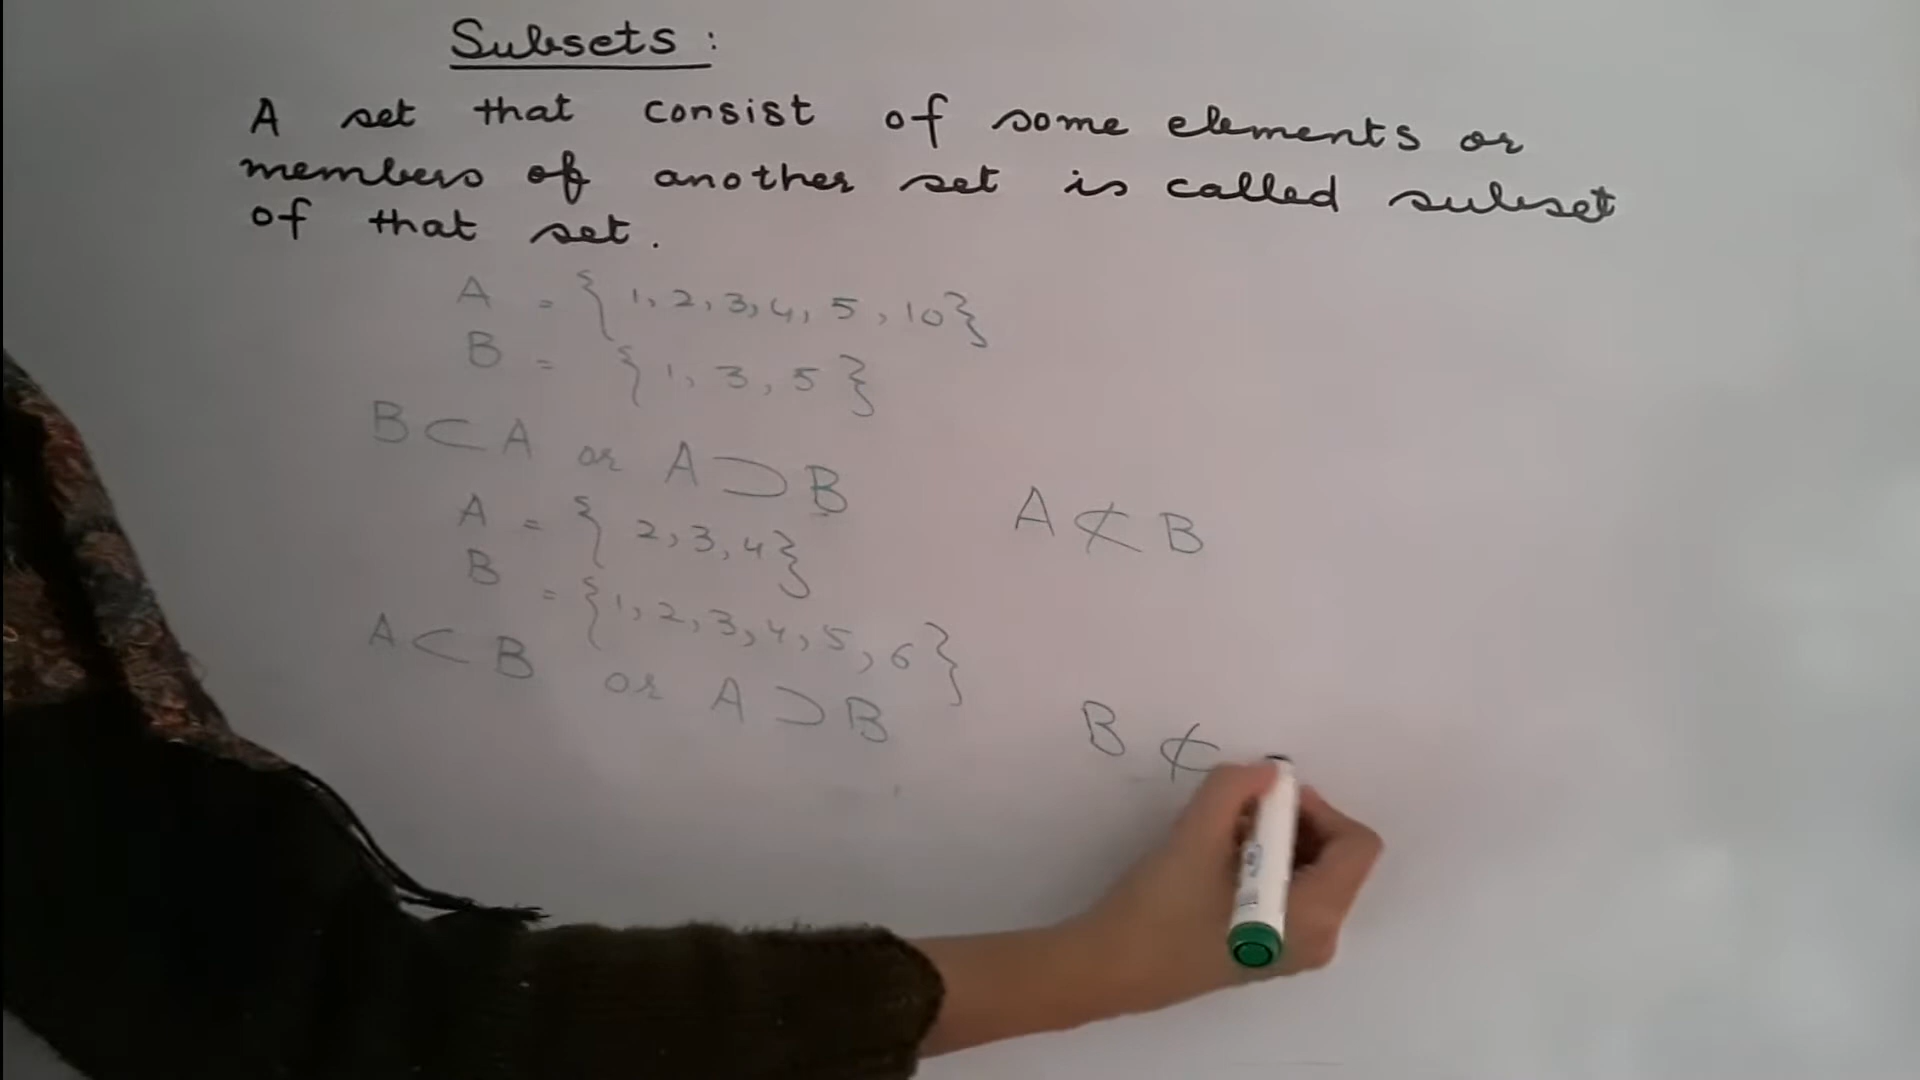 Subsets :
A set that consist of some elements or
members of another set is called subset
of that set.
A = {1, 2, 3, 4, 5, 10}
B = {1, 3, 5}
B ⊂ A or A ⊃ B
A ⊄ B
A = {2, 3, 4}
B = {1, 2, 3, 4, 5, 6}
A ⊂ B or A ⊃ B
B ⊄